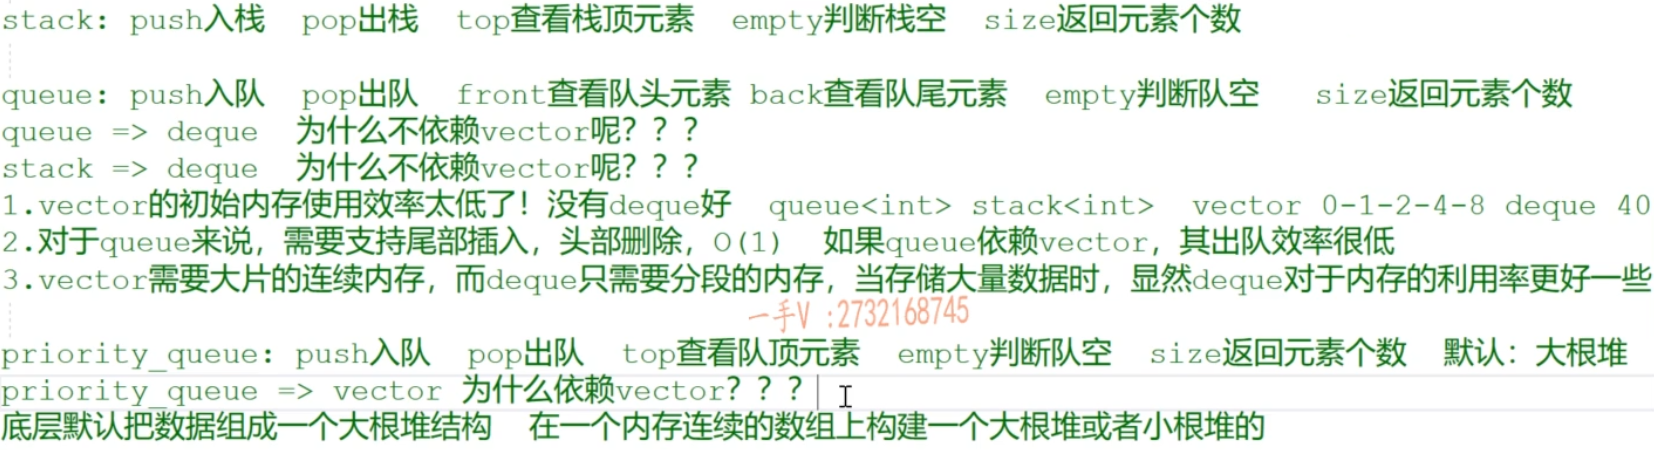 stack: push入栈  pop出栈  top查看栈顶元素  empty判断栈空  size返回元素个数
queue: push入队  pop出队  front查看队头元素 back查看队尾元素  empty判断队空   size返回元素个数
queue => deque  为什么不依赖vector呢？？？
stack => deque  为什么不依赖vector呢？？？
1.vector的初始内存使用效率太低了！没有deque好  queue<int> stack<int>  vector 0-1-2-4-8 deque 40
2.对于queue来说，需要支持尾部插入，头部删除，O(1)  如果queue依赖vector，其出队效率很低
3.vector需要大片的连续内存，而deque只需要分段的内存，当存储大量数据时，显然deque对于内存的利用率更好一些
一手V :2732168745
priority_queue: push入队  pop出队  top查看队顶元素  empty判断队空  size返回元素个数  默认：大根堆
priority_queue => vector 为什么依赖vector？？？
底层默认把数据组成一个大根堆结构  在一个内存连续的数组上构建一个大根堆或者小根堆的